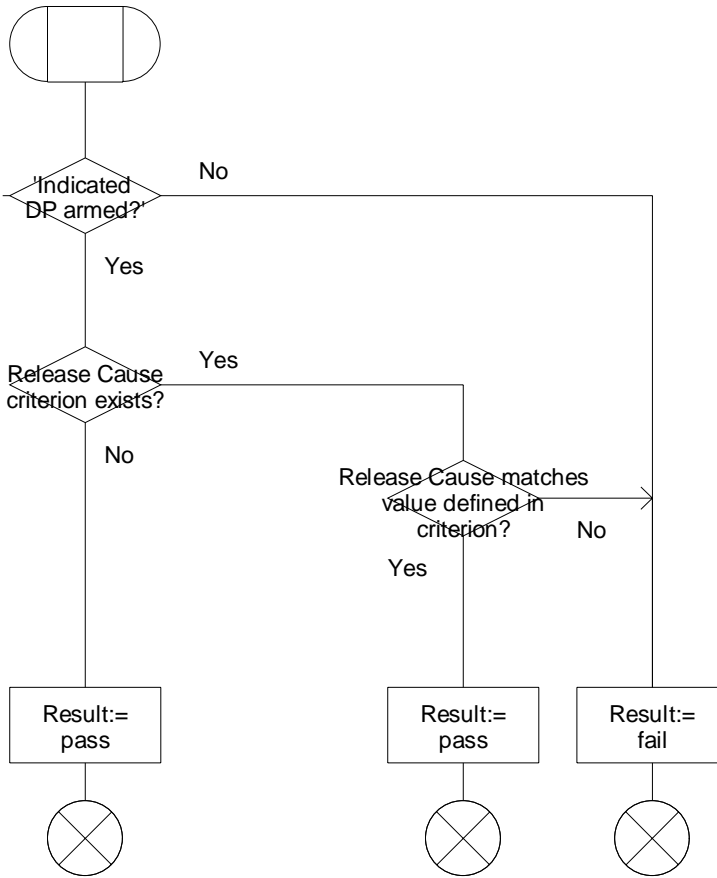 No
'Indicated
DP armed?'
Yes
Yes
Release Cause
criterion exists?
No
Release Cause matches
value defined in
criterion?
No
Yes
Result:=
pass
Result:=
pass
Result:=
fail